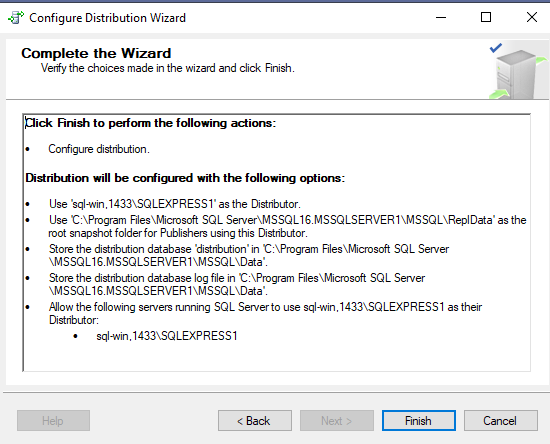 Configure Distribution Wizard
Complete the Wizard
Verify the choices made in the wizard and click Finish.
Click Finish to perform the following actions:
• Configure distribution.
Distribution will be configured with the following options:
• Use 'sql-win,1433\SQLEXPRESS1' as the Distributor.
• Use 'C:\Program Files\Microsoft SQL Server\MSSQL16.MSSQLSERVER1\MSSQL\ReplData' as the
root snapshot folder for Publishers using this Distributor.
• Store the distribution database 'distribution' in 'C:\Program Files\Microsoft SQL Server
\MSSQL16.MSSQLSERVER1\MSSQL\Data'.
• Store the distribution database log file in 'C:\Program Files\Microsoft SQL Server
\MSSQL16.MSSQLSERVER1\MSSQL\Data'.
• Allow the following servers running SQL Server to use sql-win,1433\SQLEXPRESS1 as their
Distributor:
• sql-win,1433\SQLEXPRESS1
Help
< Back
Next >
Finish
Cancel